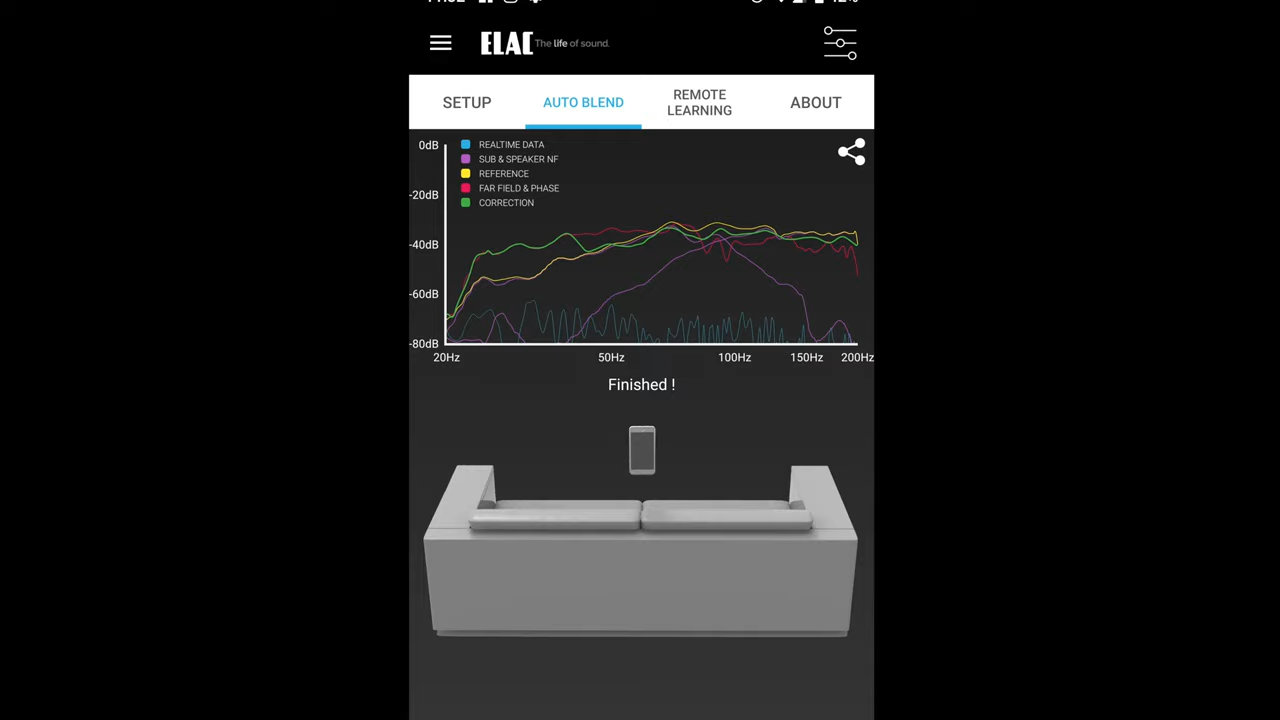 ELAC The life of sound.
SETUP
AUTO BLEND
REMOTE LEARNING
ABOUT
0dB
-20dB
-40dB
-60dB
-80dB
REALTIME DATA
SUB & SPEAKER NF
REFERENCE
FAR FIELD & PHASE
CORRECTION
20Hz 50Hz 100Hz 150Hz 200Hz
Finished !